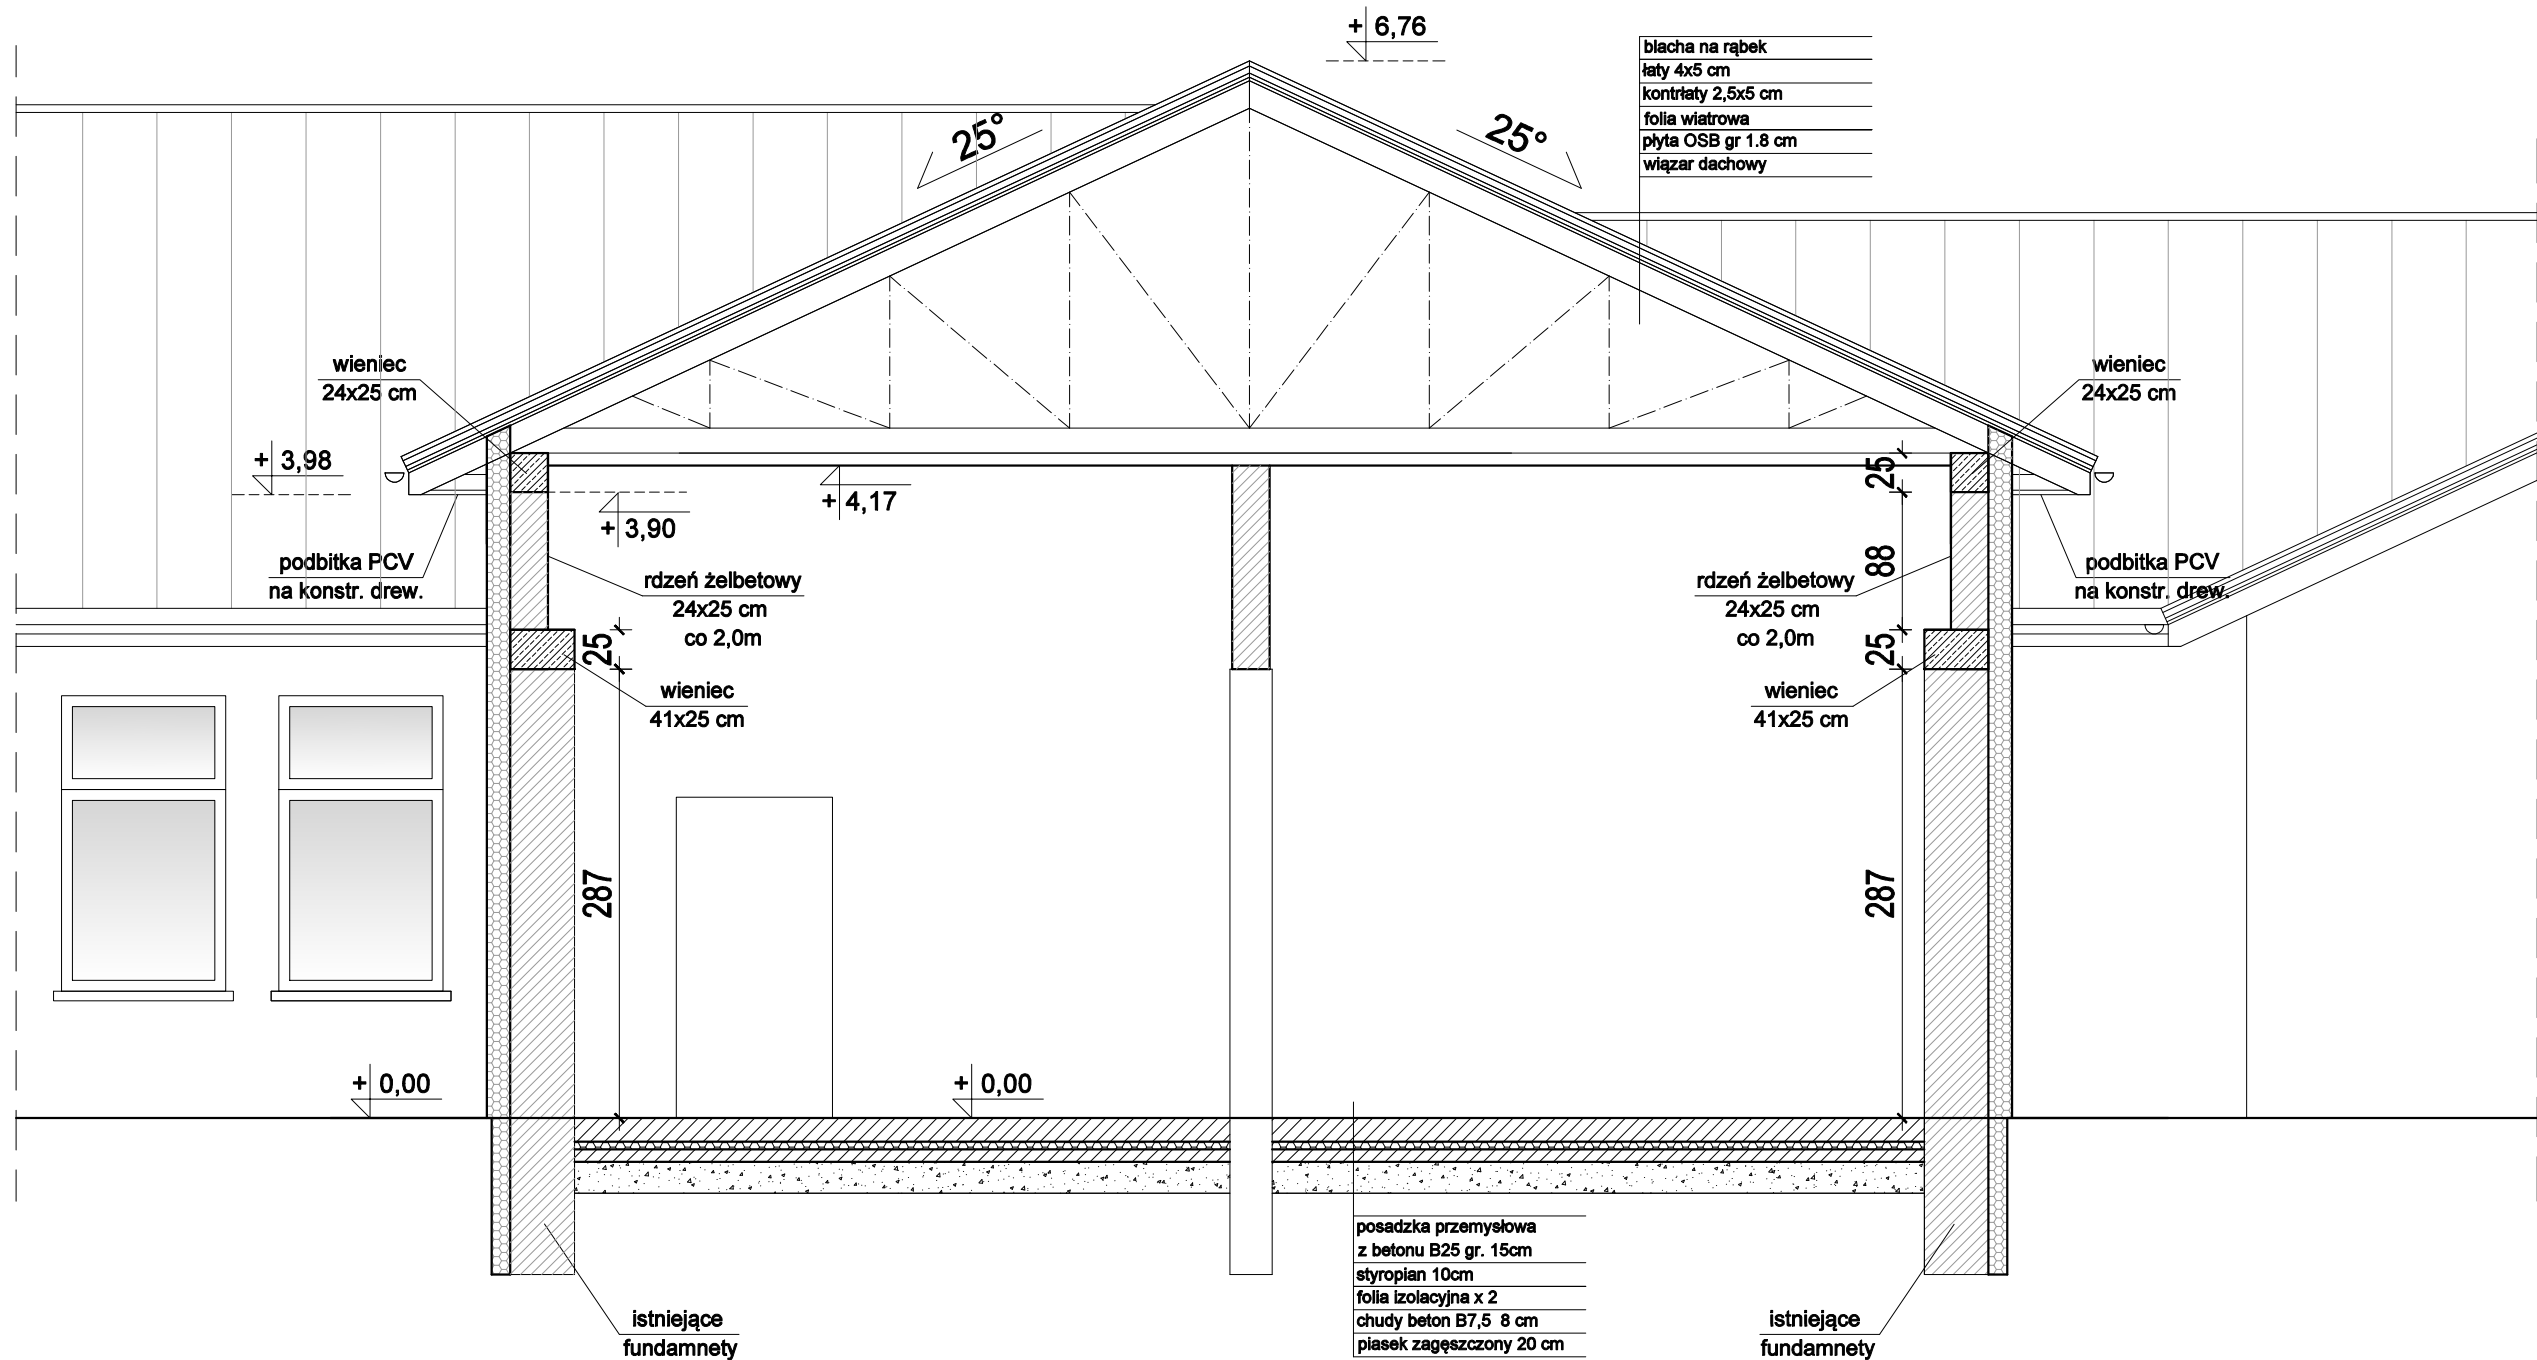 + 6,76
blacha na rąbek
łaty 4x5 cm
kontrłaty 2,5x5 cm
folia wiatrowa
płyta OSB gr 1.8 cm
wiązar dachowy
25°
25°
wieniec
24x25 cm
wieniec
24x25 cm
+ 3,98
+ 4,17
+ 3,90
25
88
25
287
podbitka PCV
na konstr. drew.
rdzeń żelbetowy
24x25 cm
co 2,0m
25
287
rdzeń żelbetowy
24x25 cm
co 2,0m
podbitka PCV
na konstr. drew.
wieniec
41x25 cm
wieniec
41x25 cm
+ 0,00
+ 0,00
posadzka przemysłowa
z betonu B25 gr. 15cm
styropian 10cm
folia izolacyjna x 2
chudy beton B7,5 8 cm
piasek zagęszczony 20 cm
istniejące
fundamnety
istniejące
fundamnety